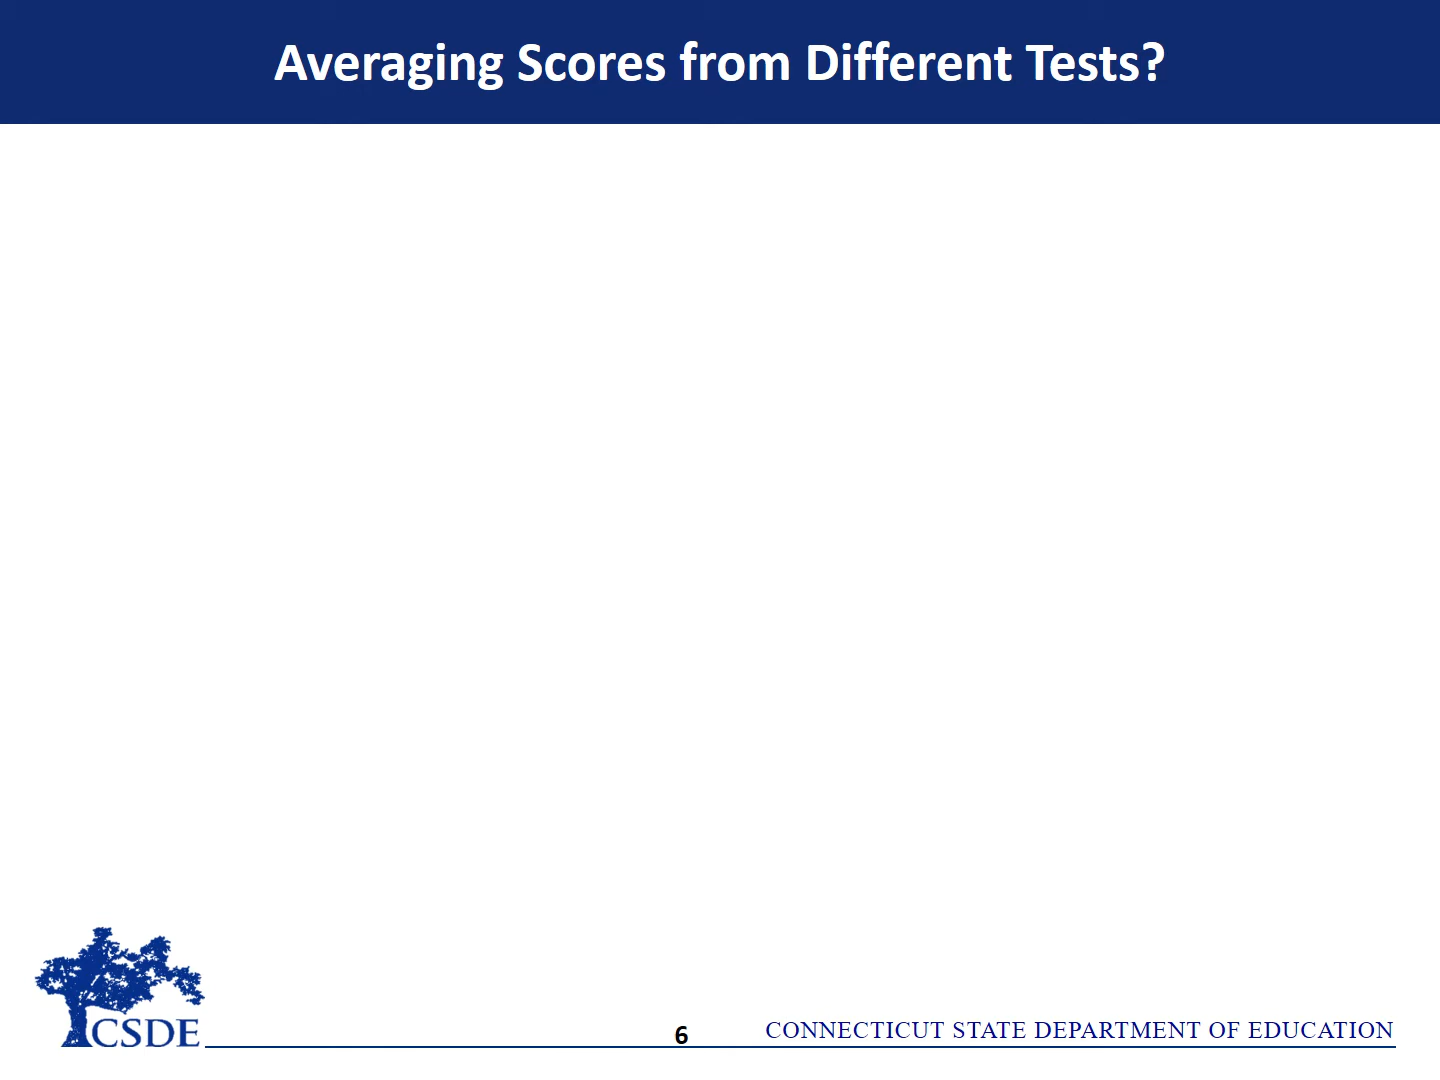 Averaging Scores from Different Tests?
CSDE
6
CONNECTICUT STATE DEPARTMENT OF EDUCATION